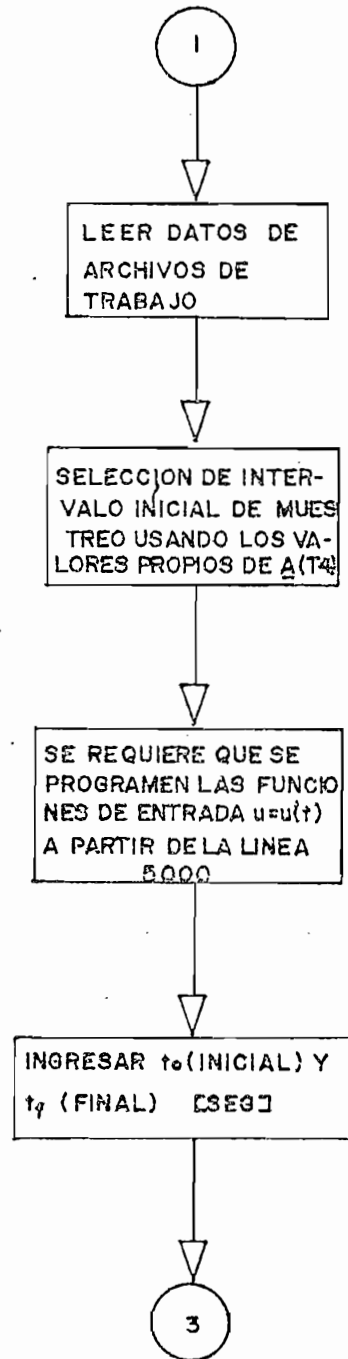 1
LEER DATOS DE
ARCHIVOS DE
TRABAJO
SELECCION DE INTER-
VALO INICIAL DE MUES
TREO USANDO LOS VA-
LORES PROPIOS DE A(T4)
SE REQUIERE QUE SE
PROGRAMEN LAS FUNCIO
NES DE ENTRADA u=u(t)
A PARTIR DE LA LINEA
5000
INGRESAR to (INICIAL) Y
tq (FINAL) [SEG]
3